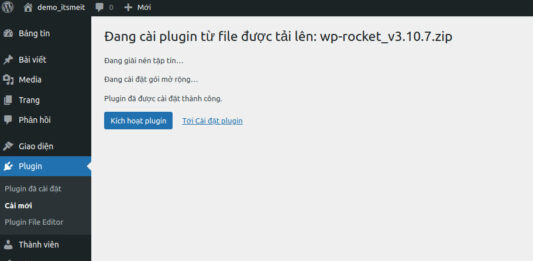 demo_itsmeit 0 Mới
Bảng tin
Bài viết
Media
Trang
Phản hồi
Giao diện
Plugin
Plugin đã cài đặt
Cài mới
Plugin File Editor
Thành viên
Đang cài plugin từ file được tải lên: wp-rocket_v3.10.7.zip
Đang giải nén tập tin…
Đang cài đặt gói mở rộng…
Plugin đã được cài đặt thành công.
Kích hoạt plugin Tới Cài đặt plugin